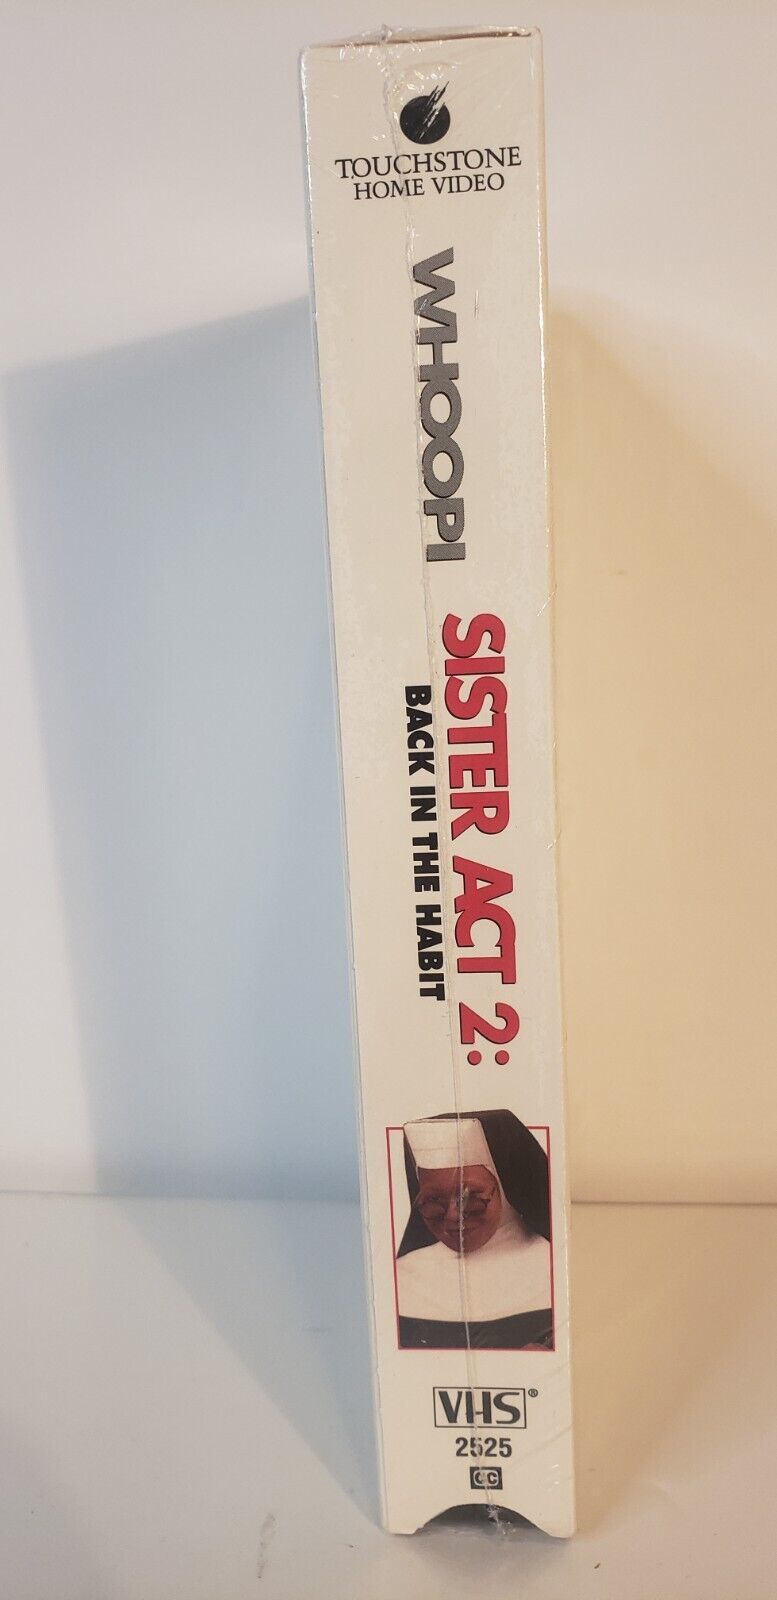 TOUCHSTONE
HOME VIDEO
WHOOPI
SISTER ACT 2:
BACK IN THE HABIT
VHS®
2525
CC